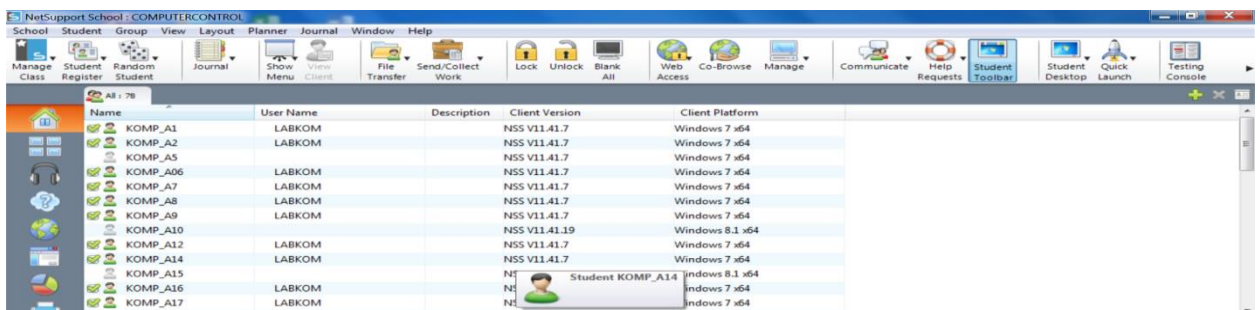 NetSupport School : COMPUTERCONTROL
School Student Group View Layout Planner Journal Window Help
Manage Class
Student Register
Random Student
Journal
Show Menu
View Client
File Transfer
Send/Collect Work
Lock
Unlock
Blank All
Web Access
Co-Browse
Manage
Communicate
Help Requests
Student Toolbar
Student Desktop
Quick Launch
Testing Console
All : 78
Name User Name Description Client Version Client Platform
KOMP_A1 LABKOM NSS V11.41.7 Windows 7 x64
KOMP_A2 LABKOM NSS V11.41.7 Windows 7 x64
KOMP_A5 NSS V11.41.7 Windows 7 x64
KOMP_A06 LABKOM NSS V11.41.7 Windows 7 x64
KOMP_A7 LABKOM NSS V11.41.7 Windows 7 x64
KOMP_A8 LABKOM NSS V11.41.7 Windows 7 x64
KOMP_A9 LABKOM NSS V11.41.7 Windows 7 x64
KOMP_A10 NSS V11.41.19 Windows 8.1 x64
KOMP_A12 LABKOM NSS V11.41.7 Windows 7 x64
KOMP_A14 LABKOM NSS V11.41.7 Windows 7 x64
KOMP_A15 8.1 x64
Student KOMP_A14
KOMP_A16 LABKOM 7 x64
KOMP_A17 LABKOM 7 x64